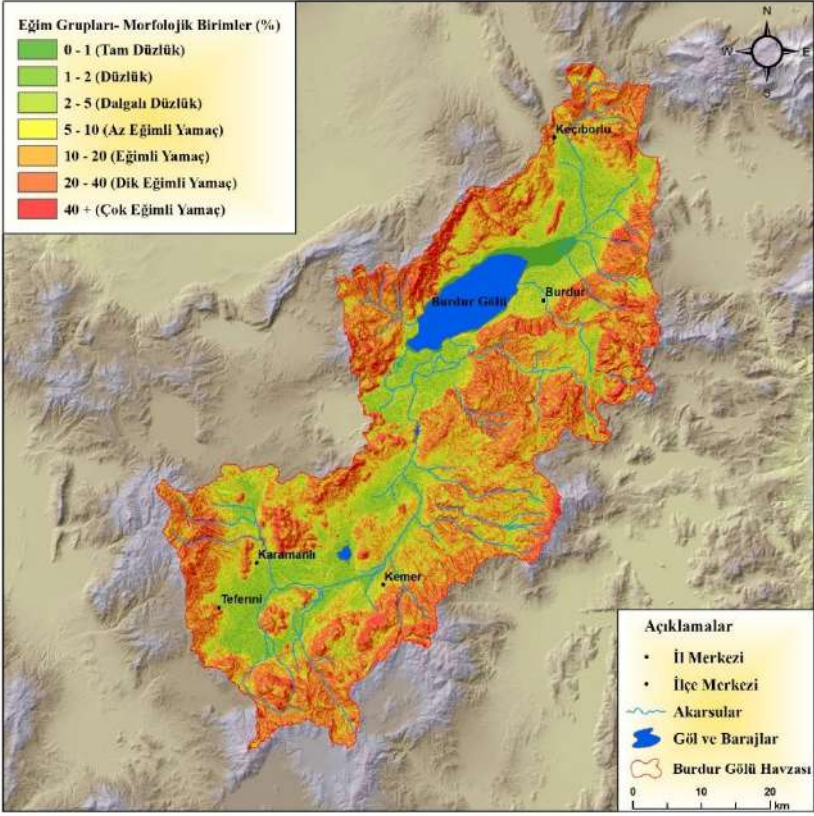 Eğim Grupları- Morfolojik Birimler (%)
0 - 1 (Tam Düzlük)
1 - 2 (Düzlük)
2 - 5 (Dalgalı Düzlük)
5 - 10 (Az Eğimli Yamaç)
10 - 20 (Eğimli Yamaç)
20 - 40 (Dik Eğimli Yamaç)
40 + (Çok Eğimli Yamaç)
N
W
E
S
Keçiborlu
Burdur Gölü
Burdur
Karamanlı
Kemer
Tefenni
Açıklamalar
İl Merkezi
İlçe Merkezi
Akarsular
Göl ve Barajlar
Burdur Gölü Havzası
0 10 20
km